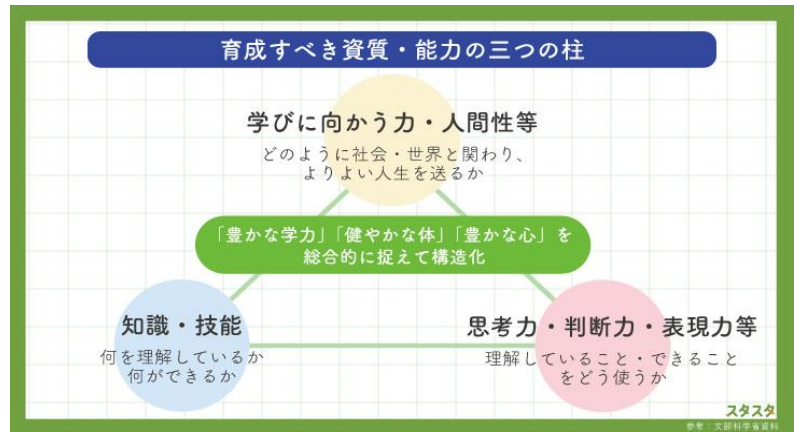 育成すべき資質・能力の三つの柱
学びに向かう力・人間性等
どのように社会・世界と関わり、
よりよい人生を送るか
「豊かな学力」「健やかな体」「豊かな心」を
総合的に捉えて構造化
知識・技能
何を理解しているか
何ができるか
思考力・判断力・表現力等
理解していること・できること
をどう使うか
スタスタ
参考：文部科学省資料